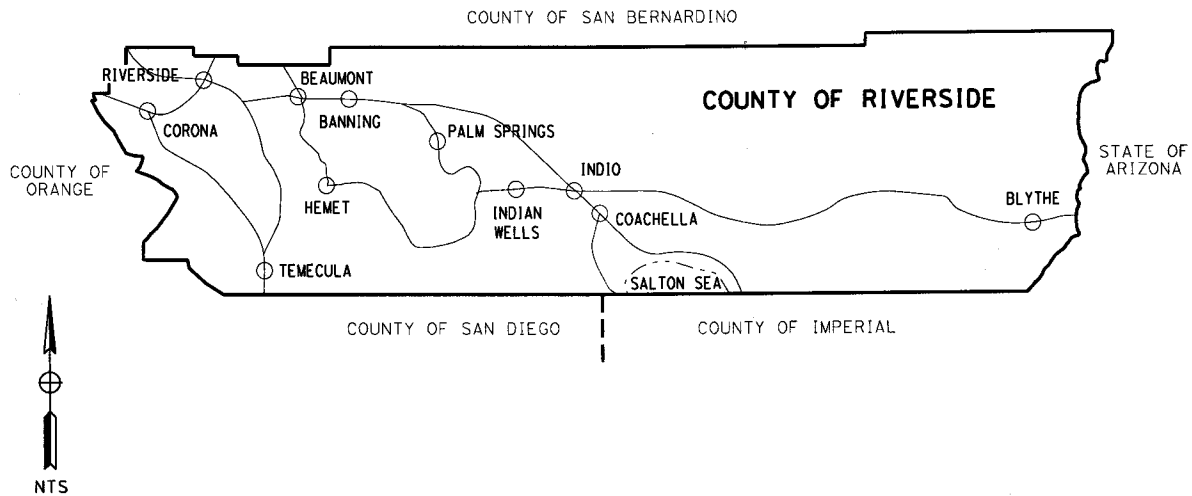 COUNTY OF SAN BERNARDINO
RIVERSIDE
BEAUMONT
COUNTY OF RIVERSIDE
BANNING
CORONA
PALM SPRINGS
STATE OF
ARIZONA
COUNTY OF
ORANGE
INDIO
HEMET
INDIAN
WELLS
COACHELLA
BLYTHE
TEMECULA
SALTON SEA
COUNTY OF SAN DIEGO
COUNTY OF IMPERIAL
NTS